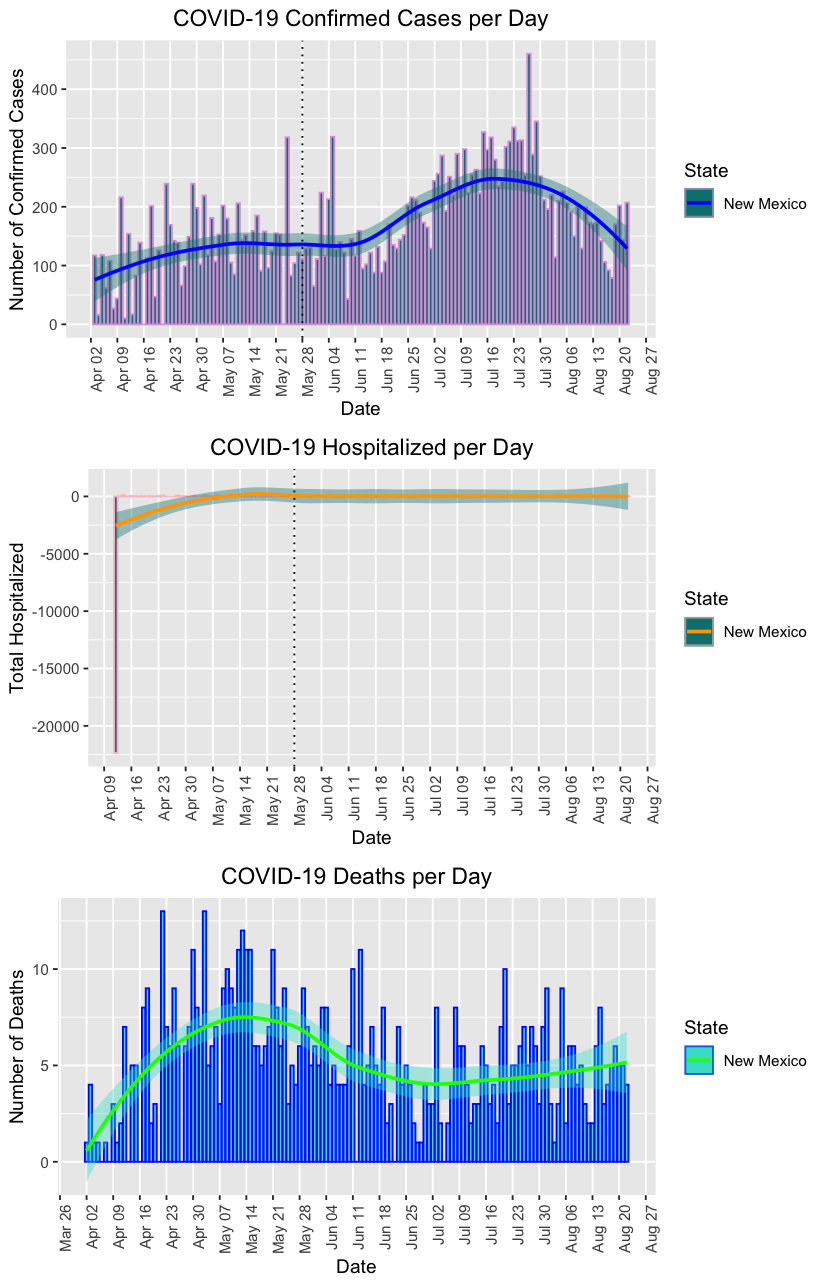 COVID-19 Confirmed Cases per Day
Number of Confirmed Cases
400
300
200
100
0
Apr 02
Apr 09
Apr 16
Apr 23
Apr 30
May 07
May 14
May 21
May 28
Jun 04
Jun 11
Jun 18
Jun 25
Jul 02
Jul 09
Jul 16
Jul 23
Jul 30
Aug 06
Aug 13
Aug 20
Aug 27
Date
State
New Mexico
COVID-19 Hospitalized per Day
Total Hospitalized
0
-5000
-10000
-15000
-20000
Apr 09
Apr 16
Apr 23
Apr 30
May 07
May 14
May 21
May 28
Jun 04
Jun 11
Jun 18
Jun 25
Jul 02
Jul 09
Jul 16
Jul 23
Jul 30
Aug 06
Aug 13
Aug 20
Aug 27
Date
State
New Mexico
COVID-19 Deaths per Day
Number of Deaths
10
5
0
Mar 26
Apr 02
Apr 09
Apr 16
Apr 23
Apr 30
May 07
May 14
May 21
May 28
Jun 04
Jun 11
Jun 18
Jun 25
Jul 02
Jul 09
Jul 16
Jul 23
Jul 30
Aug 06
Aug 13
Aug 20
Aug 27
Date
State
New Mexico